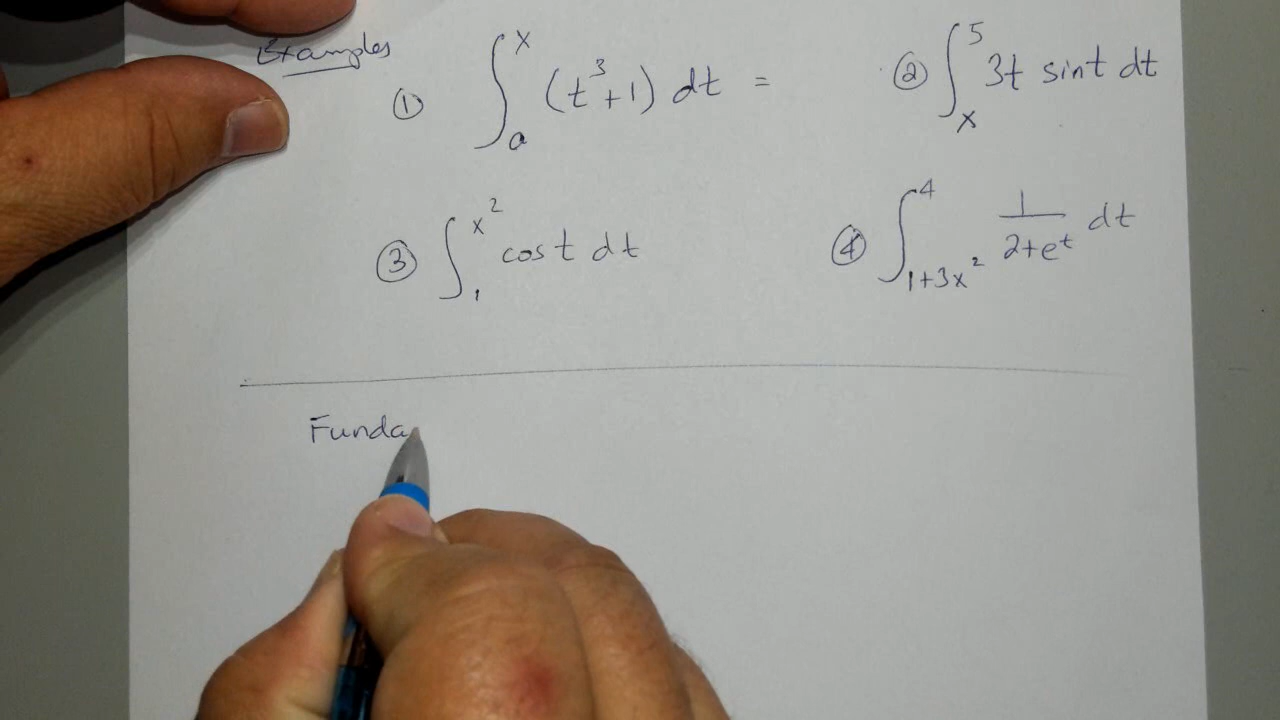 Examples ① ∫ₐˣ (t³+1) dt = ② ∫ₓ⁵ 3t sint dt
③ ∫₁^{x²} cos t dt ④ ∫_{1+3x²}^{4} 1/(2+eᵗ) dt
Funda